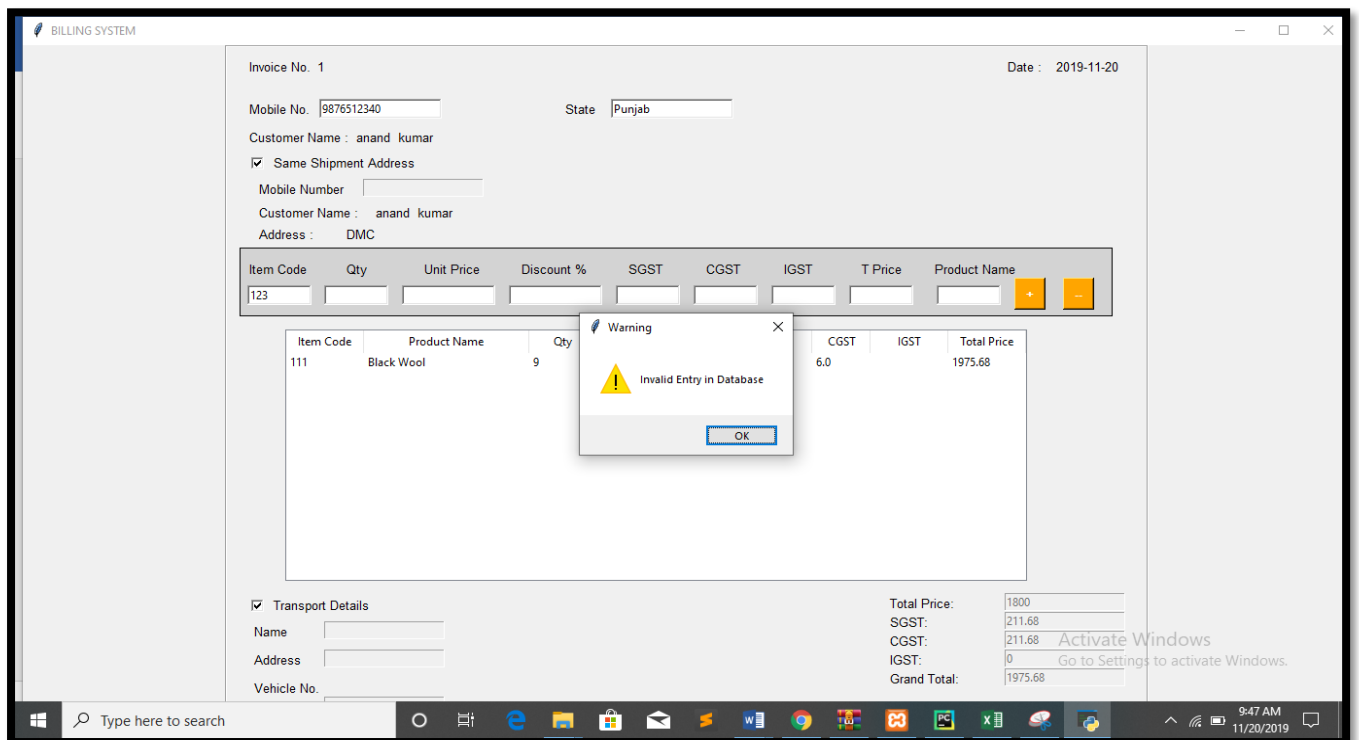 BILLING SYSTEM
Invoice No. 1 Date : 2019-11-20
Mobile No. 9876512340 State Punjab
Customer Name : anand kumar
Same Shipment Address
Mobile Number
Customer Name : anand kumar
Address : DMC
Item Code Qty Unit Price Discount % SGST CGST IGST T Price Product Name
123 + --
Warning
Item Code Product Name Qty CGST IGST Total Price
111 Black Wool 9 6.0 1975.68
Invalid Entry in Database
OK
Transport Details
Name
Address
Vehicle No.
Total Price: 1800
SGST: 211.68
CGST: 211.68
IGST: 0
Grand Total: 1975.68
Activate Windows
Go to Settings to activate Windows.
Type here to search
9:47 AM
11/20/2019